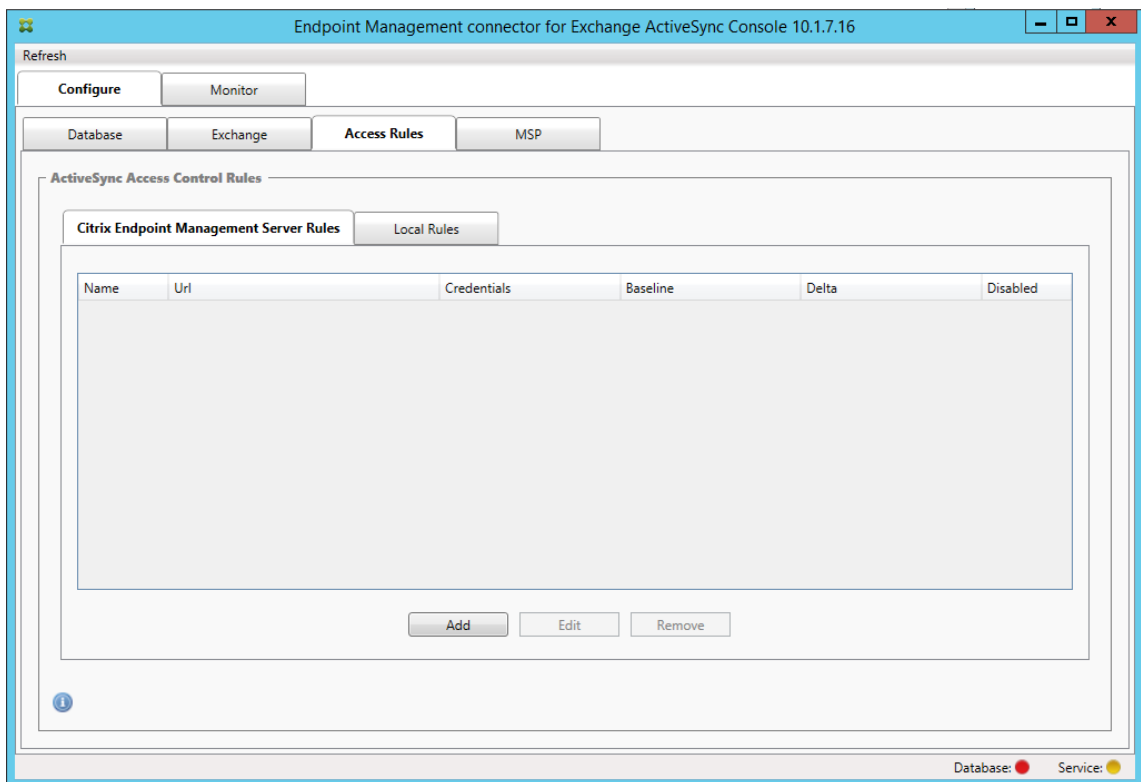 Endpoint Management connector for Exchange ActiveSync Console 10.1.7.16
Refresh
Configure Monitor
Database Exchange Access Rules MSP
ActiveSync Access Control Rules
Citrix Endpoint Management Server Rules Local Rules
Name Url Credentials Baseline Delta Disabled
Add Edit Remove
Database: Service: